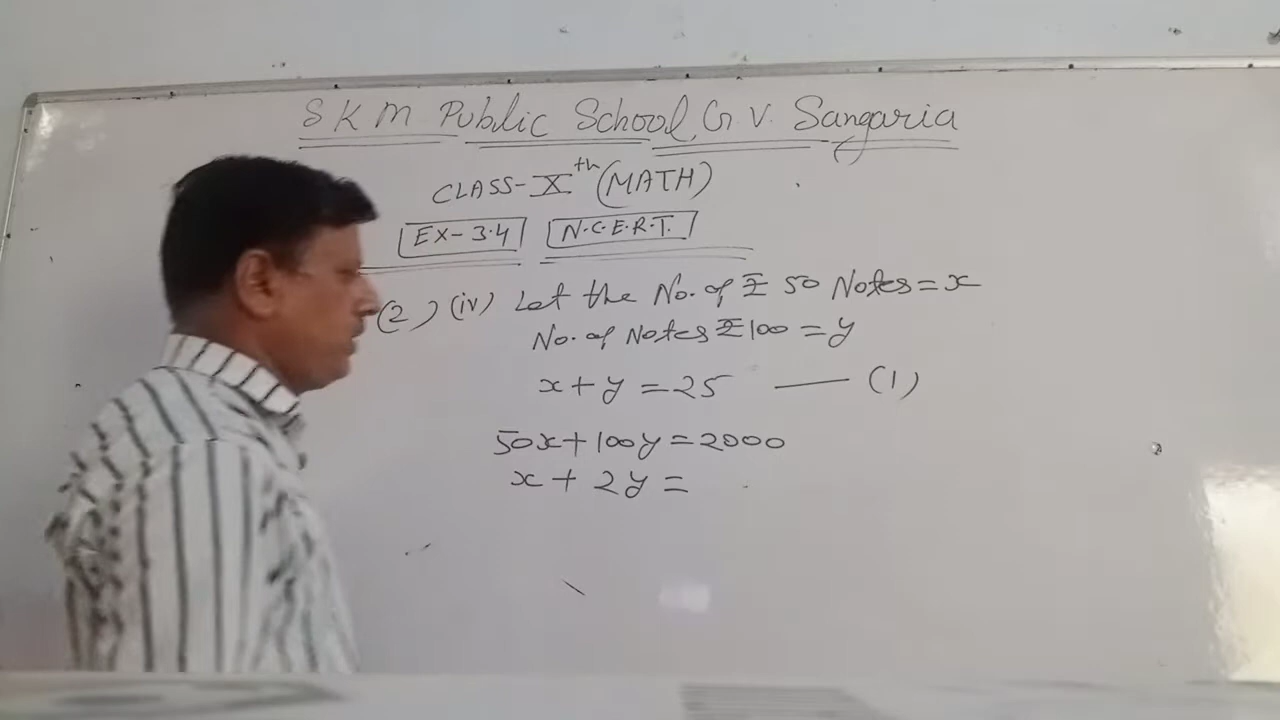 SKM Public School, G.V. Sangaria
CLASS-Xth (MATH)
EX-3.4 N.C.E.R.T.
(2) (iv) Let the No. of ₹ 50 Notes = x
No. of Notes ₹ 100 = y
x + y = 25 —— (1)
50x + 100y = 2000
x + 2y =